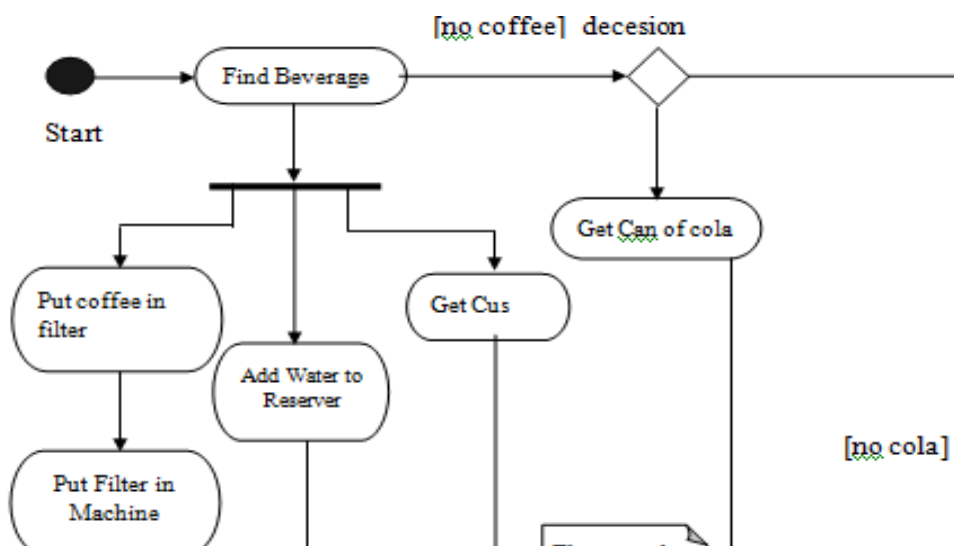 [no coffee] decesion
Find Beverage
Start
Get Can of cola
Put coffee in
filter
Get Cus
Add Water to
Reserver
[no cola]
Put Filter in
Machine